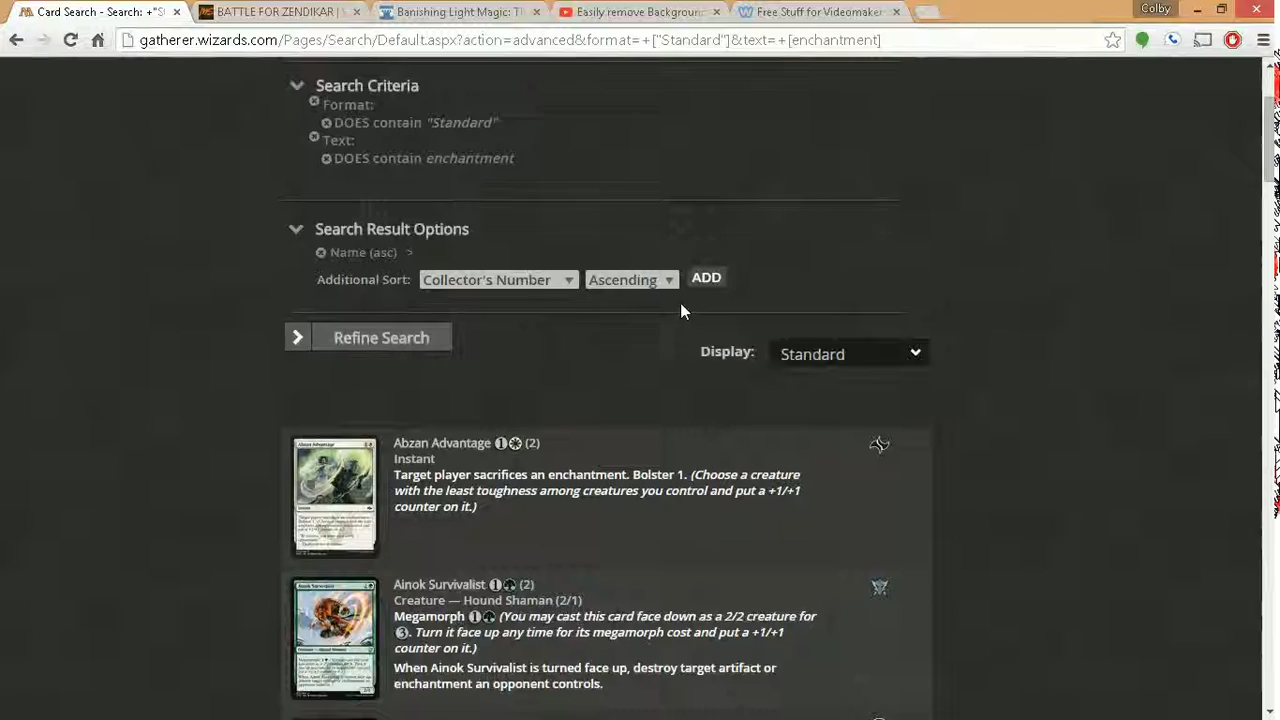 Card Search - Search: +"St
BATTLE FOR ZENDIKAR | S
Banishing Light Magic: Th
Easily remove Background
Free Stuff for Videomaker
Colby
gatherer.wizards.com/Pages/Search/Default.aspx?action=advanced&format=+["Standard"]&text=+[enchantment]
Search Criteria
Format:
DOES contain "Standard"
Text:
DOES contain enchantment
Search Result Options
Name (asc) >
Additional Sort: Collector's Number Ascending ADD
Refine Search
Display: Standard
Abzan Advantage 1 (2)
Instant
Target player sacrifices an enchantment. Bolster 1. (Choose a creature
with the least toughness among creatures you control and put a +1/+1
counter on it.)
Ainok Survivalist 1 (2)
Creature — Hound Shaman (2/1)
Megamorph 1 (You may cast this card face down as a 2/2 creature for
3. Turn it face up any time for its megamorph cost and put a +1/+1
counter on it.)
When Ainok Survivalist is turned face up, destroy target artifact or
enchantment an opponent controls.